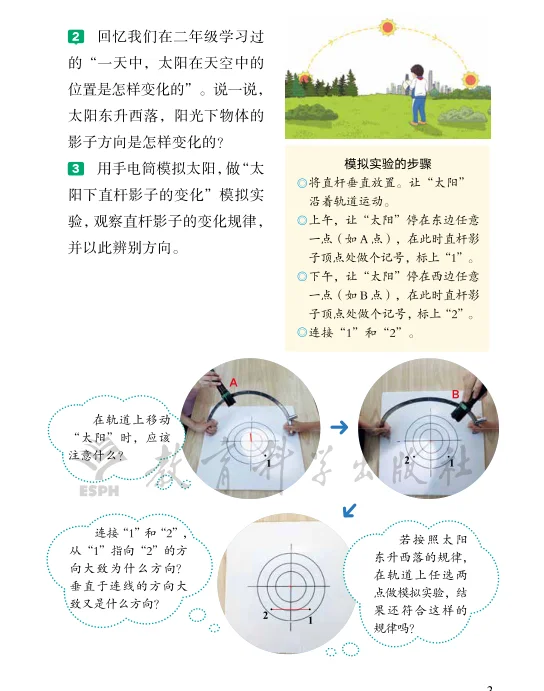 2 回忆我们在二年级学习过
的“一天中，太阳在天空中的
位置是怎样变化的”。说一说，
太阳东升西落，阳光下物体的
影子方向是怎样变化的？
3 用手电筒模拟太阳，做“太
阳下直杆影子的变化”模拟实
验，观察直杆影子的变化规律，
并以此辨别方向。
模拟实验的步骤
◎将直杆垂直放置。让“太阳”
沿着轨道运动。
◎上午，让“太阳”停在东边任意
一点（如A点），在此时直杆影
子顶点处做个记号，标上“1”。
◎下午，让“太阳”停在西边任意
一点（如B点），在此时直杆影
子顶点处做个记号，标上“2”。
◎连接“1”和“2”。
在轨道上移动
“太阳”时，应该
注意什么？
A
1
B
2
1
ESPH
教育科学出版社
连接“1”和“2”，
从“1”指向“2”的方
向大致为什么方向？
垂直于连线的方向大
致又是什么方向？
2
1
若按照太阳
东升西落的规律，
在轨道上任选两
点做模拟实验，结
果还符合这样的
规律吗？